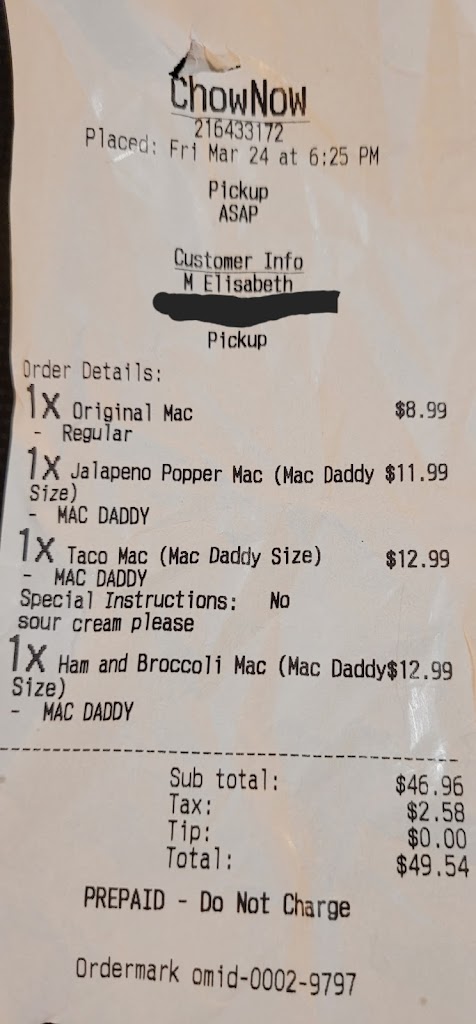 ChowNow
216433172
Placed: Fri Mar 24 at 6:25 PM
Pickup
ASAP
Customer Info
M Elisabeth
Pickup
Order Details:
1x Original Mac $8.99
- Regular
1x Jalapeno Popper Mac (Mac Daddy $11.99
Size)
- MAC DADDY
1x Taco Mac (Mac Daddy Size) $12.99
- MAC DADDY
Special Instructions: No
sour cream please
1x Ham and Broccoli Mac (Mac Daddy$12.99
Size)
- MAC DADDY
Sub total: $46.96
Tax: $2.58
Tip: $0.00
Total: $49.54
PREPAID - Do Not Charge
Ordermark omid-0002-9797